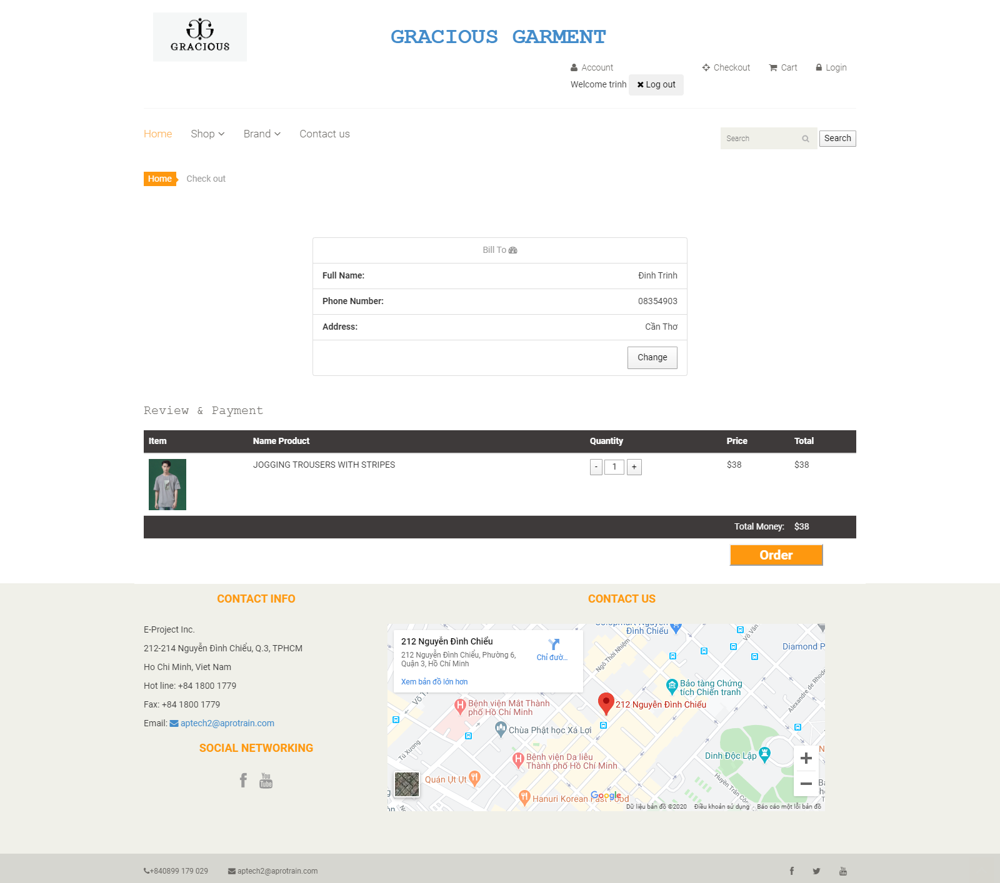 GRACIOUS
GRACIOUS GARMENT
Account
Checkout
Cart
Login
Welcome trinh
Log out
Home
Shop
Brand
Contact us
Search
Search
Home
Check out
Bill To
Full Name:
Đinh Trinh
Phone Number:
08354903
Address:
Cần Thơ
Change
Review & Payment
Item
Name Product
Quantity
Price
Total
JOGGING TROUSERS WITH STRIPES
- 1 +
$38
$38
Total Money:
$38
Order
CONTACT INFO
E-Project Inc.
212-214 Nguyễn Đình Chiểu, Q.3, TPHCM
Ho Chi Minh, Viet Nam
Hot line: +84 1800 1779
Fax: +84 1800 1779
Email: aptech2@aprotrain.com
SOCIAL NETWORKING
You
Tube
CONTACT US
Đình Chiểu
212 Nguyễn Đình Chiểu
212 Nguyễn Đình Chiểu, Phường 6,
Quận 3, Hồ Chí Minh
Chỉ đườ...
Xem bản đồ lớn hơn
Ngô Thời Nhiệm
Võ Văn
Diamond P
Bảo tàng Chứng
tích Chiến tranh
Alexandre de Rhode
Bệnh viện Mắt Thành
phố Hồ Chí Minh
212 Nguyễn Đình Chiểu
Chùa Phật học Xá Lợi
Tú Xương
Bệnh viện Da liễu
Thành phố Hồ Chí Minh
Dinh Độc Lập
Quán Ụt Ụt
Huyền Trân Côn
Hanuri Korean Fast Food
Google
Dữ liệu bản đồ ©2020
Điều khoản sử dụng
Báo cáo một lỗi bản đồ
+840899 179 029
aptech2@aprotrain.com
You
Tube